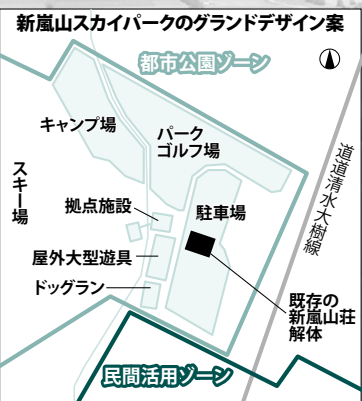 新嵐山スカイパークのグランドデザイン案
都市公園ゾーン
キャンプ場
パーク
ゴルフ場
スキー場
拠点施設
駐車場
道道清水大樹線
屋外大型遊具
ドッグラン
既存の
新嵐山荘
解体
民間活用ゾーン